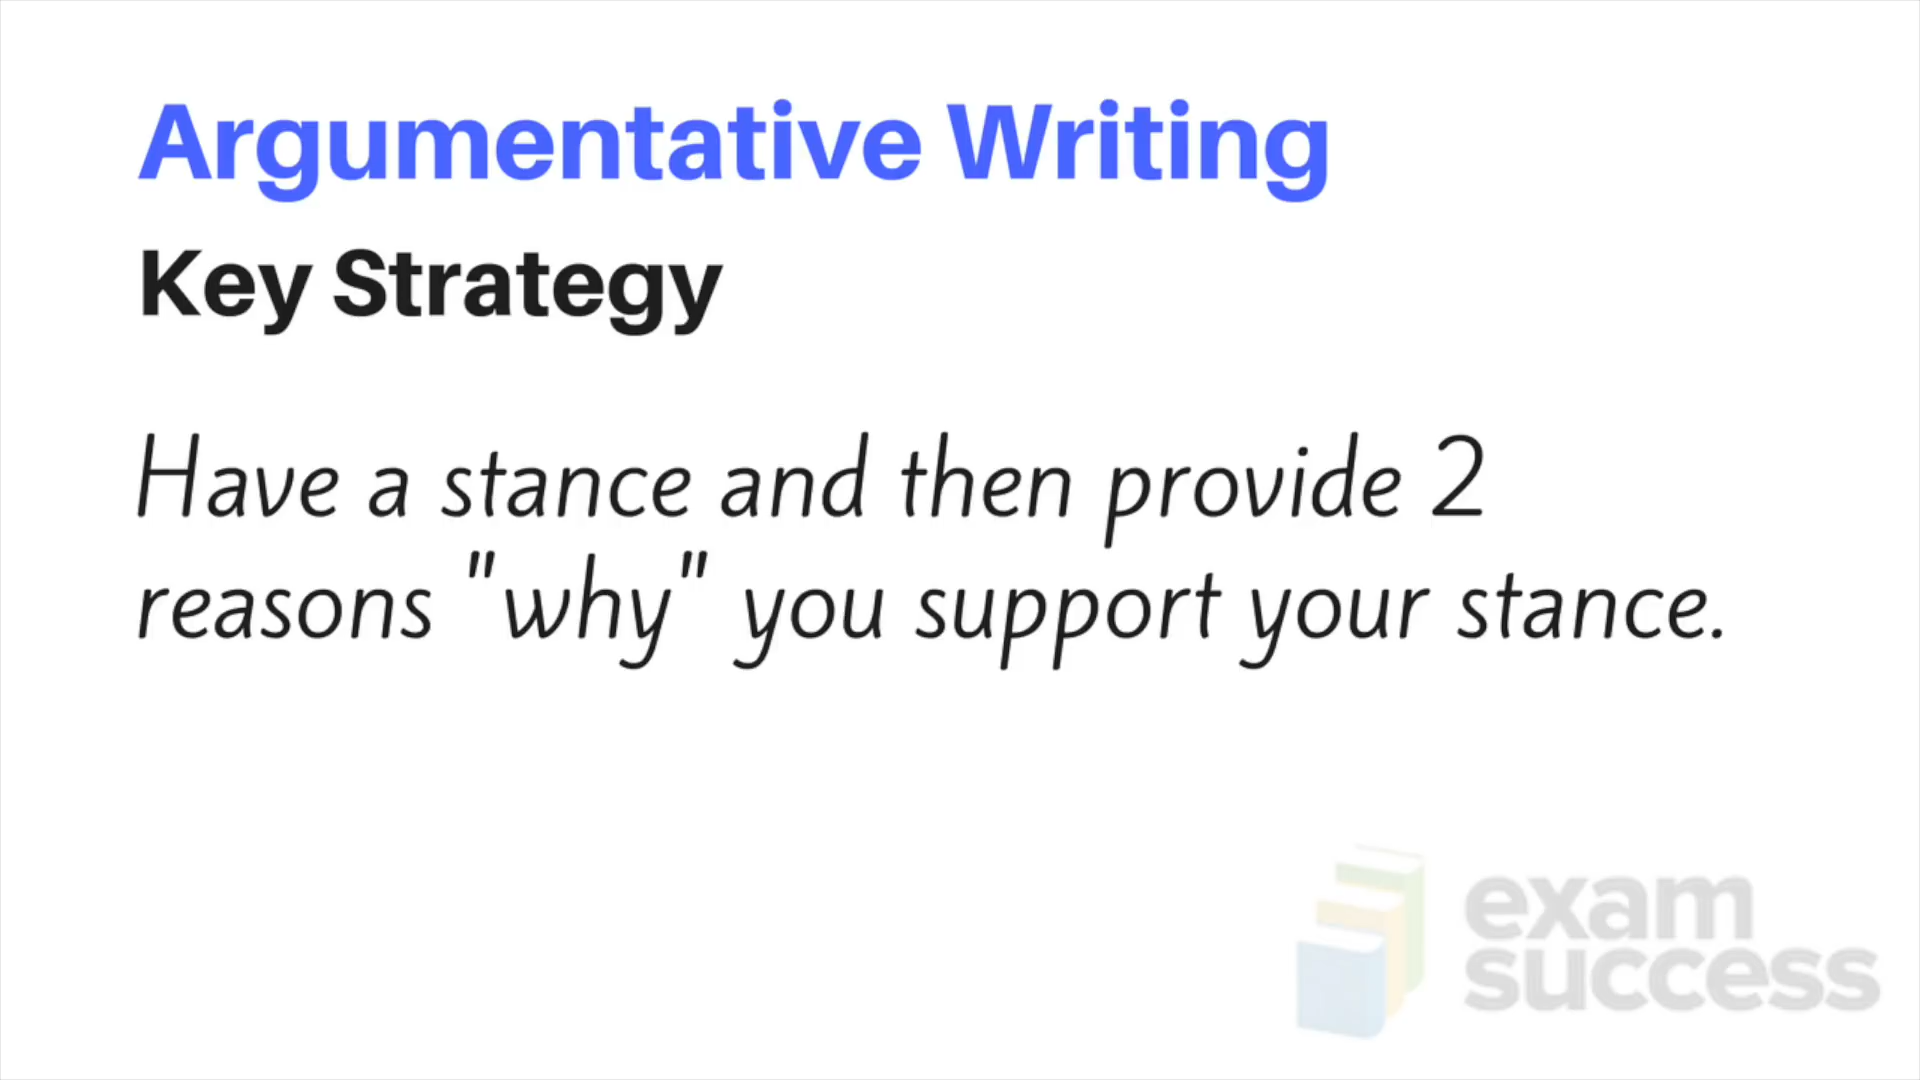 Argumentative Writing
Key Strategy
Have a stance and then provide 2
reasons "why" you support your stance.
exam
success